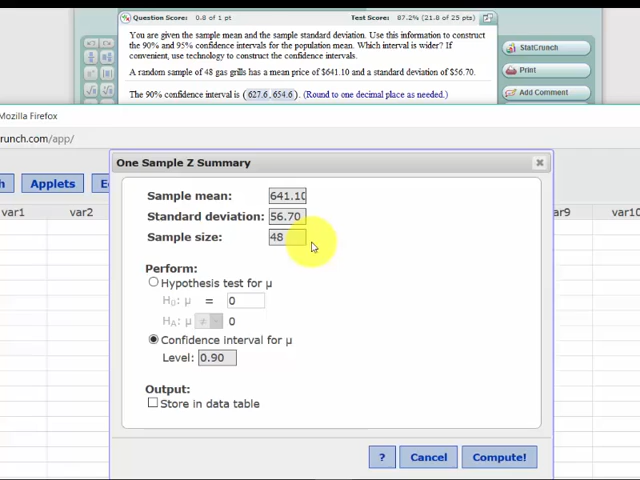 Question Score: 0.8 of 1 pt
Test Score: 87.2% (21.8 of 25 pts)
You are given the sample mean and the sample standard deviation. Use this information to construct
the 90% and 95% confidence intervals for the population mean. Which interval is wider? If
convenient, use technology to construct the confidence intervals.
StatCrunch
A random sample of 48 gas grills has a mean price of $641.10 and a standard deviation of $56.70.
Print
The 90% confidence interval is (627.6, 654.6). (Round to one decimal place as needed.)
Add Comment
Mozilla Firefox
runch.com/app/
h
Applets
var1
var2
ar9
var10
One Sample Z Summary
Sample mean: 641.10
Standard deviation: 56.70
Sample size: 48
Perform:
Hypothesis test for μ
H0: μ = 0
HA: μ ≠ 0
Confidence interval for μ
Level: 0.90
Output:
Store in data table
? Cancel Compute!